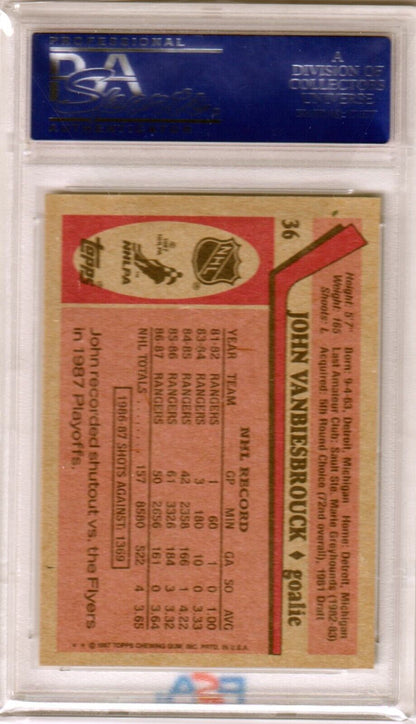 PROFESSIONAL
PSA
Sports
AUTHENTICATOR
A
DIVISION OF
COLLECTORS
UNIVERSE
36
JOHN VANBIESBROUCK ♦ goalie
Height: 5'7" Born: 9-4-63, Detroit, Michigan Home: Detroit, Michigan
Weight: 165 Last Amateur Club: Sault Ste. Marie Greyhounds (1982-83)
Shoots: L Acquired: 5th Round Choice (72nd overall), 1981 Draft
NHL
© 1987
NHLPA
NHLPA
topps
NHL RECORD
YEAR TEAM GP MIN GA SO AVG
81-82 RANGERS 1 60 1 0 1.00
83-84 RANGERS 3 180 10 0 3.33
84-85 RANGERS 42 2358 166 1 4.22
85-86 RANGERS 61 3326 184 3 3.32
86-87 RANGERS 50 2656 161 0 3.64
NHL TOTALS 157 8580 522 4 3.65
1986-87 SHOTS AGAINST: 1369
John recorded shutout vs. the Flyers
in 1987 Playoffs.
** © 1987 TOPPS CHEWING GUM, INC. PRTD. IN U.S.A.
PSA